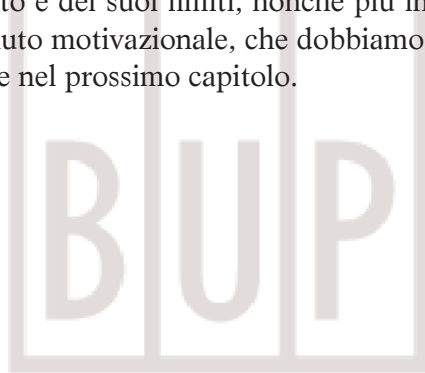 to e dei suoi limiti, nonché più in
uto motivazionale, che dobbiamo
e nel prossimo capitolo.
BUP